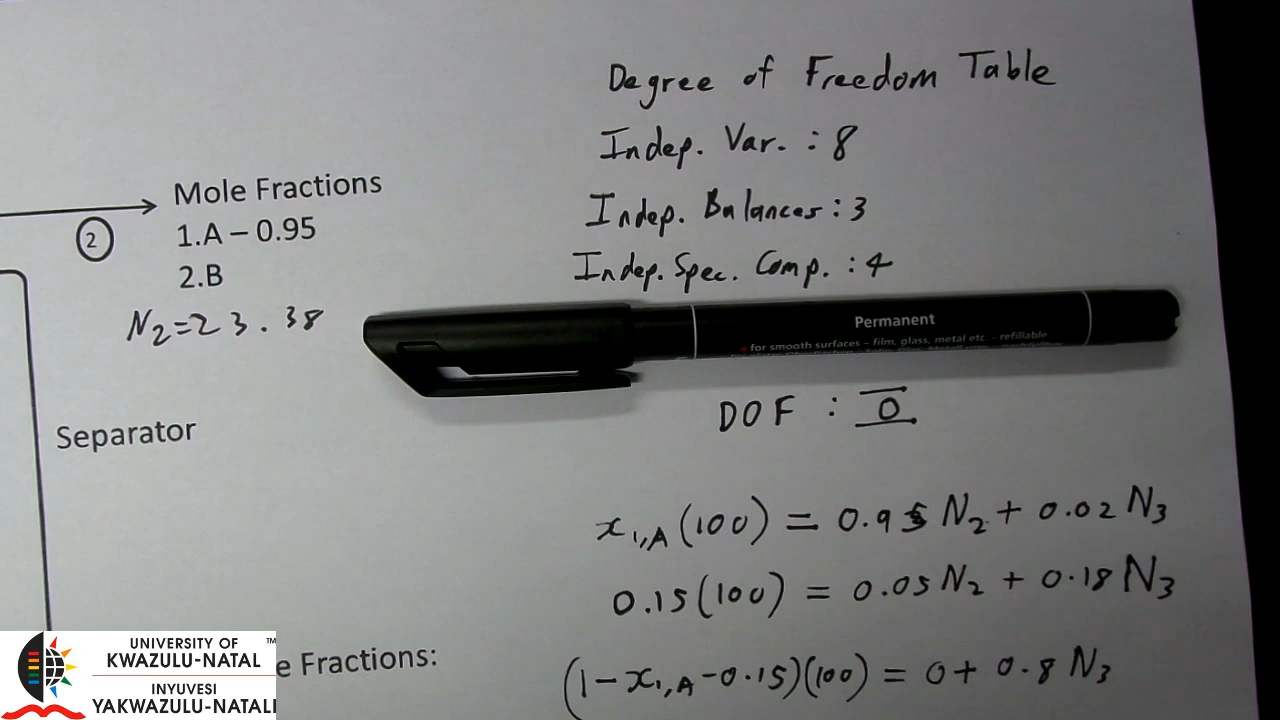 Degree of Freedom Table
Indep. Var. : 8
Indep. Balances : 3
Indep. Spec. Comp. : 4
Mole Fractions
2
1.A – 0.95
2.B
N2 = 23.38
Permanent
for smooth surfaces – film, glass, metal etc. - refillable
DOF : 0
Separator
x1,A (100) = 0.95 N2 + 0.02 N3
0.15 (100) = 0.05 N2 + 0.18 N3
(1 - x1,A - 0.15)(100) = 0 + 0.8 N3
e Fractions:
UNIVERSITY OF ™
KWAZULU-NATAL
INYUVESI
YAKWAZULU-NATALI